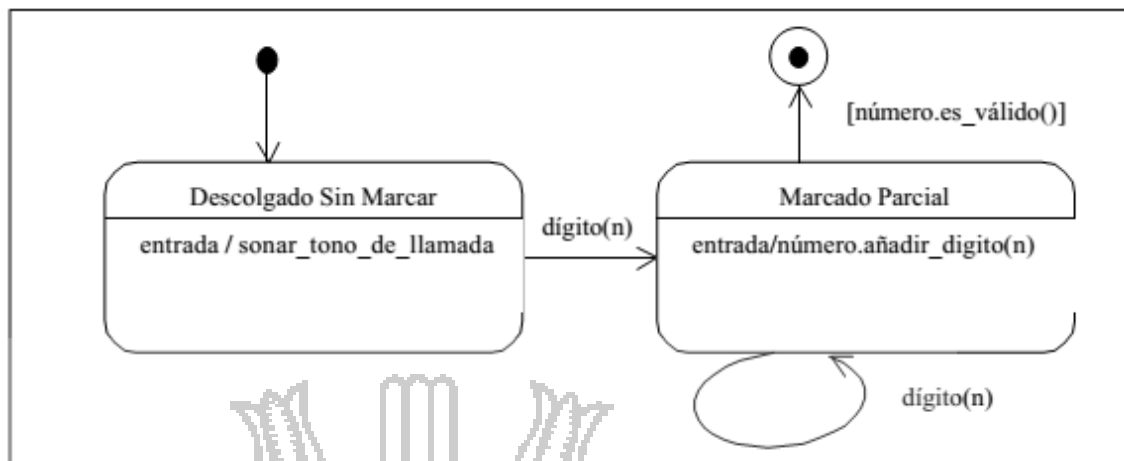 [número.es_válido()]
Descolgado Sin Marcar
entrada / sonar_tono_de_llamada
dígito(n)
Marcado Parcial
entrada/número.añadir_digito(n)
dígito(n)